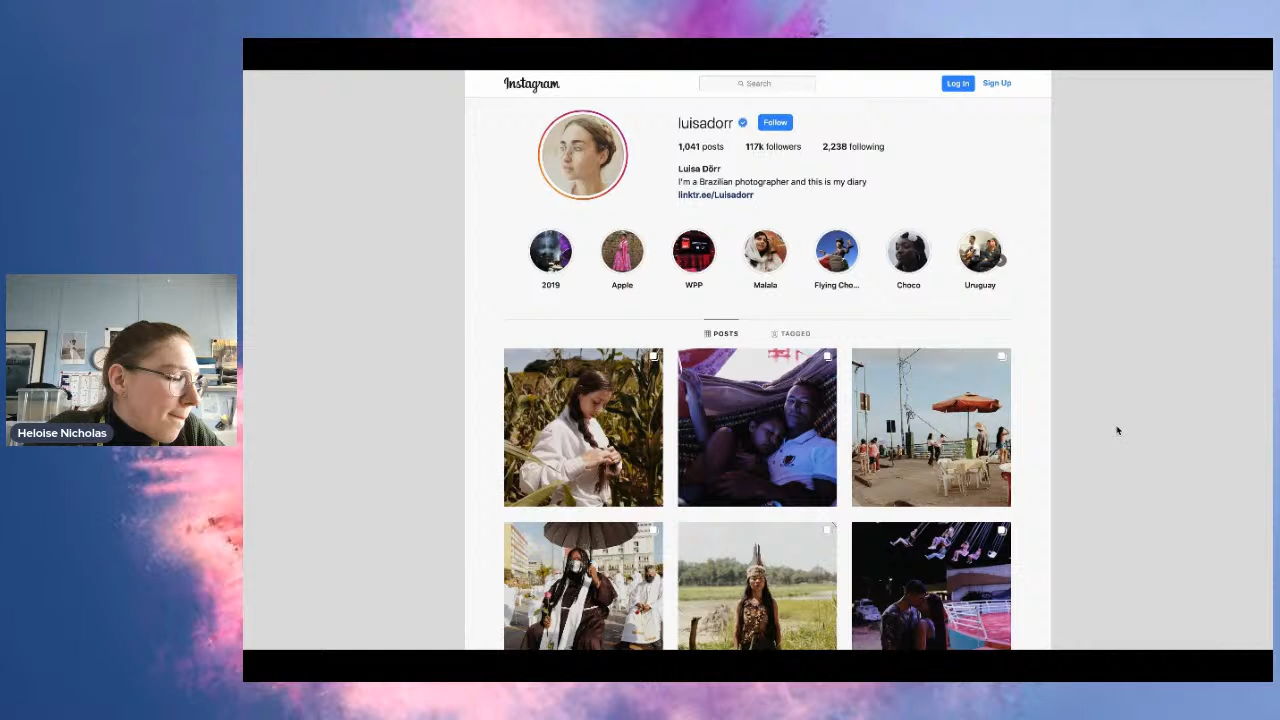 Instagram
Search
Log In
Sign Up
luisadorr
Follow
1,041 posts 117k followers 2,238 following
Luisa Dörr
I'm a Brazilian photographer and this is my diary
linktr.ee/Luisadorr
2019 Apple WPP Malala Flying Cho... Choco Uruguay
POSTS TAGGED
Heloise Nicholas